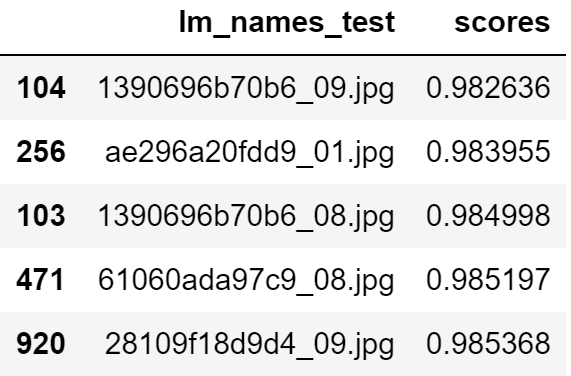 lm_names_test scores
104 1390696b70b6_09.jpg 0.982636
256 ae296a20fdd9_01.jpg 0.983955
103 1390696b70b6_08.jpg 0.984998
471 61060ada97c9_08.jpg 0.985197
920 28109f18d9d4_09.jpg 0.985368